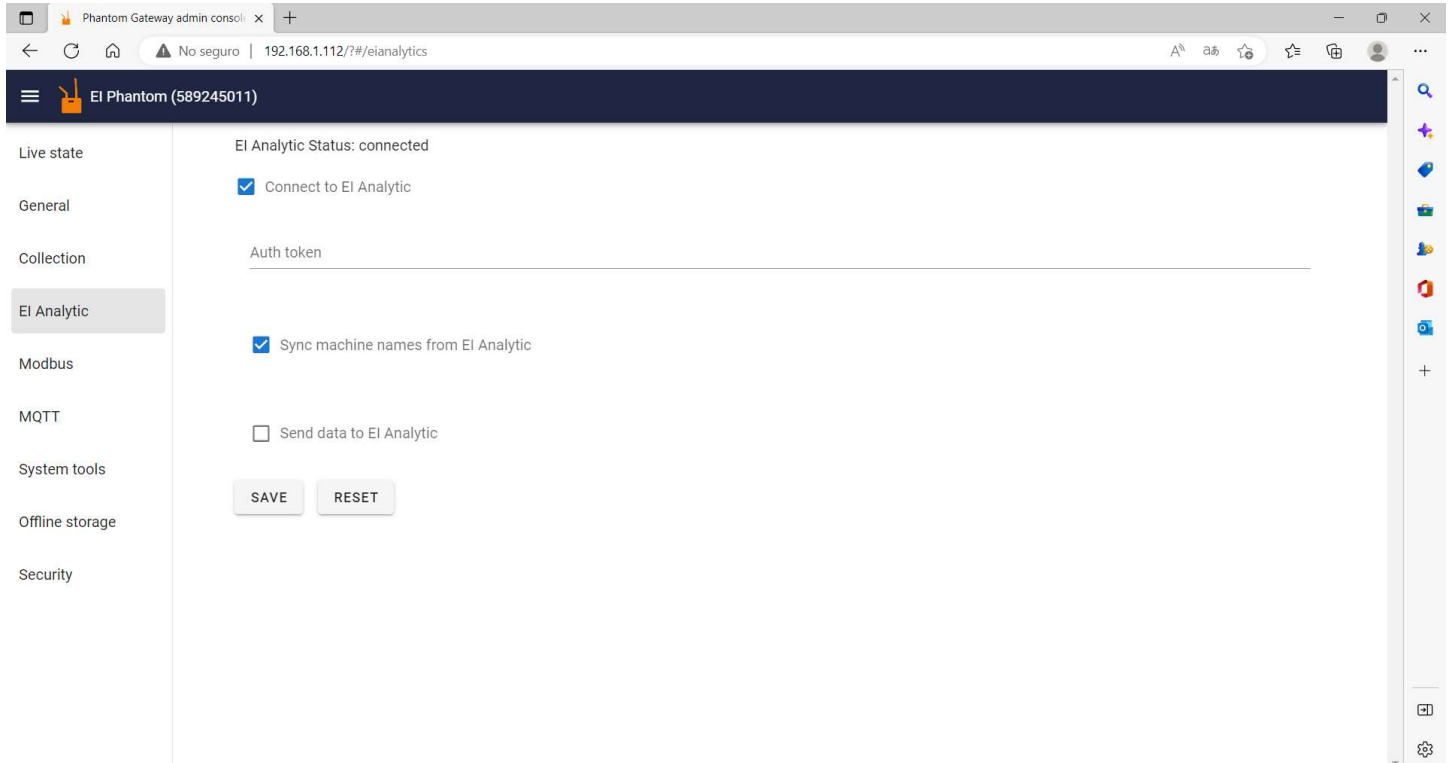 Phantom Gateway admin consol
No seguro | 192.168.1.112/?#/eianalytics
EI Phantom (589245011)
Live state
General
Collection
EI Analytic
Modbus
MQTT
System tools
Offline storage
Security
EI Analytic Status: connected
Connect to EI Analytic
Auth token
Sync machine names from EI Analytic
Send data to EI Analytic
SAVE RESET